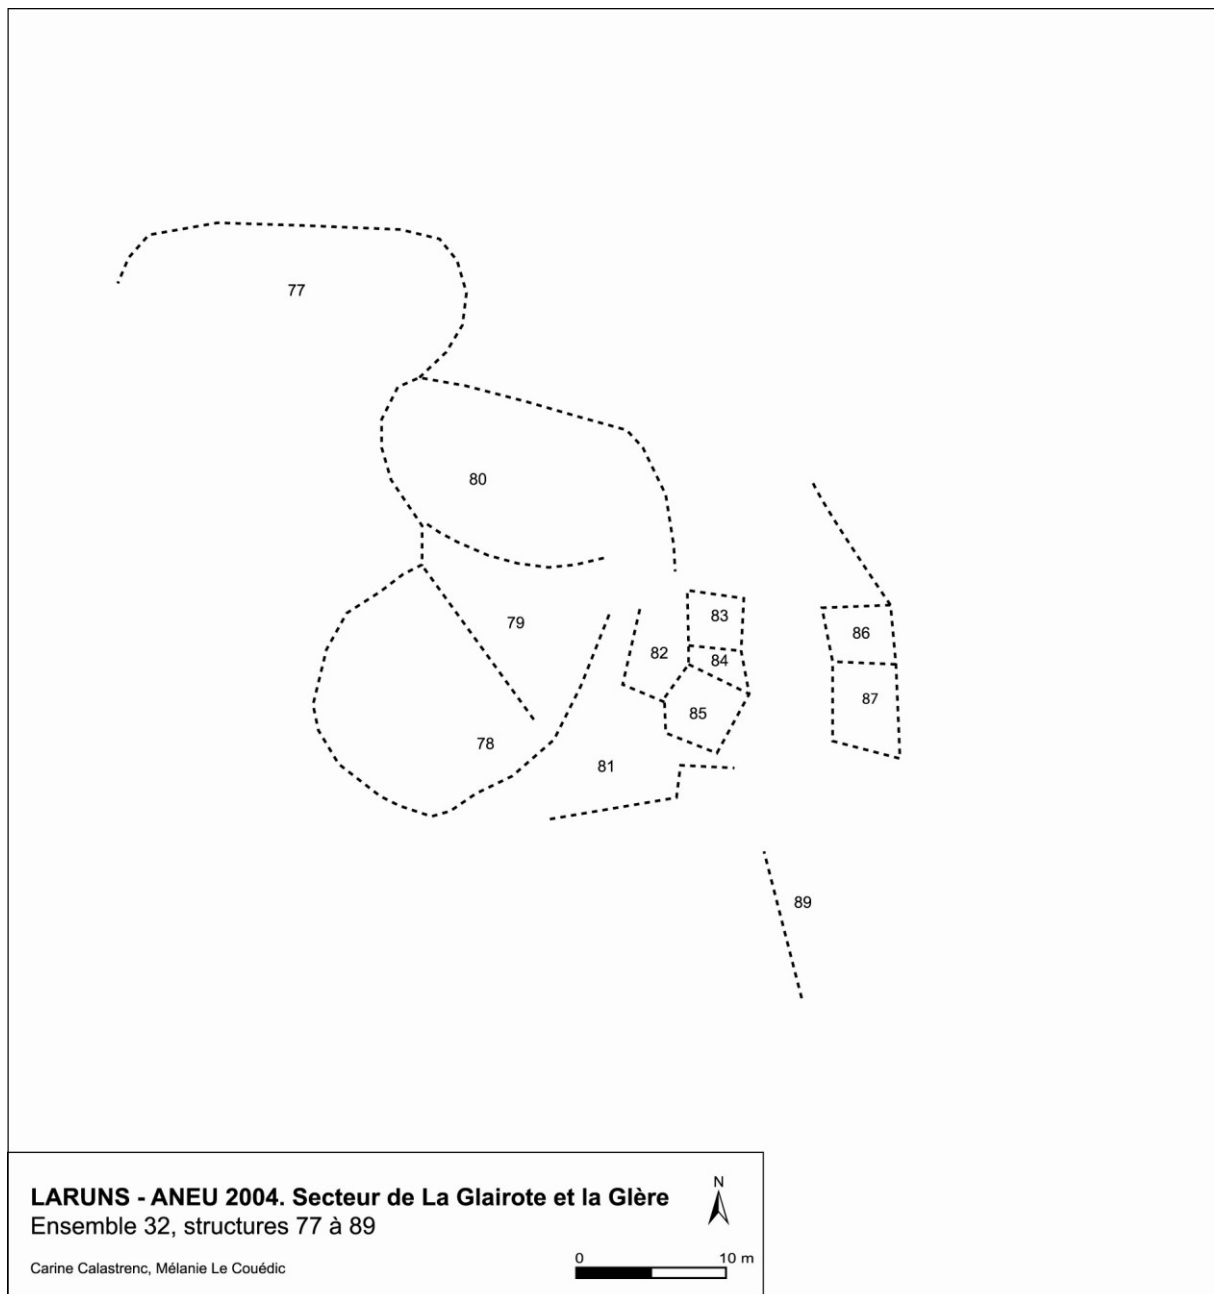 77
80
79
83
82
84
86
87
85
78
81
89
LARUNS - ANEU 2004. Secteur de La Glairote et la Glère
Ensemble 32, structures 77 à 89
Carine Calastrenc, Mélanie Le Couédic
N
0 10 m